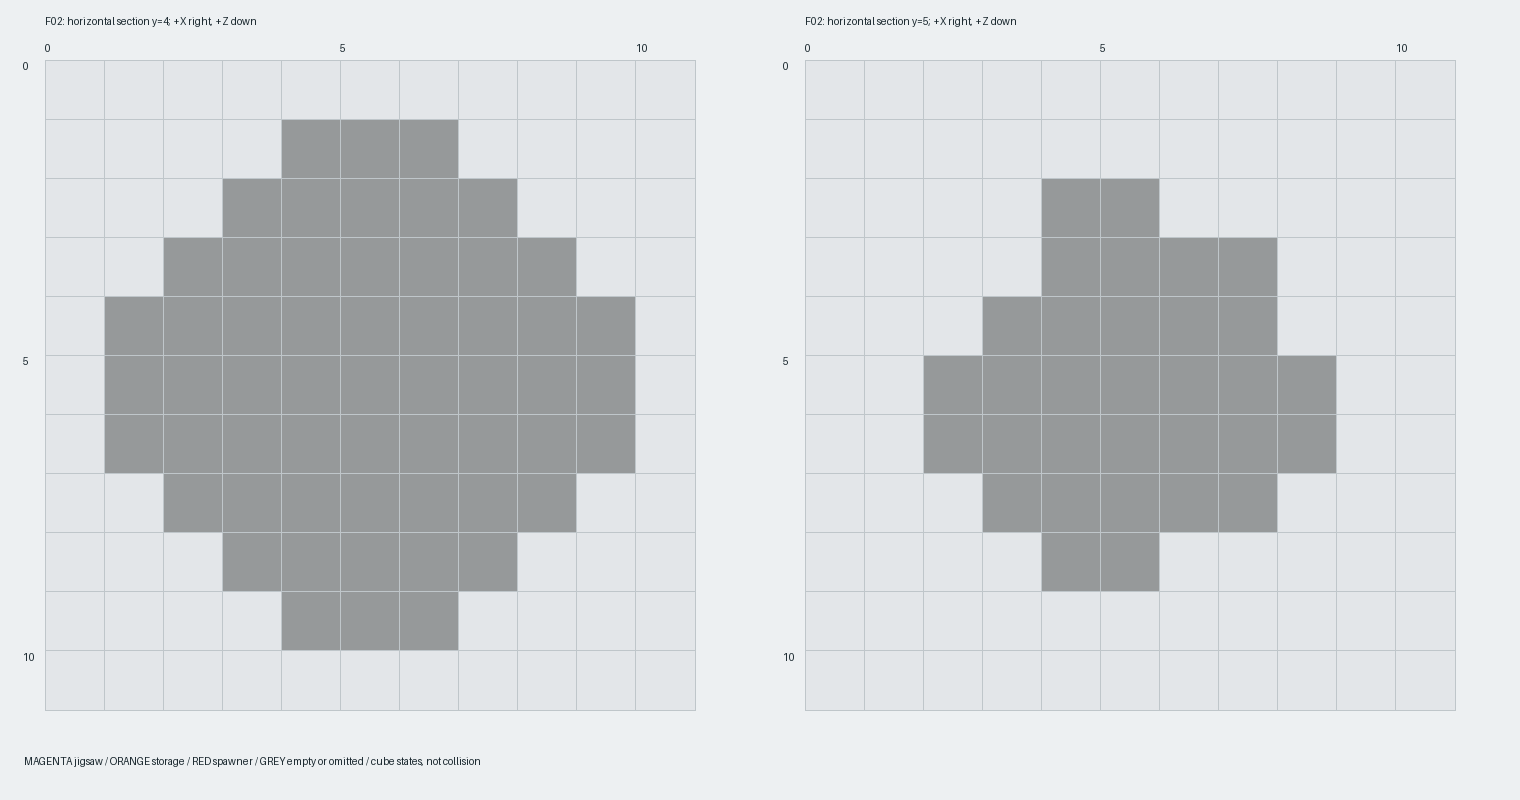 F02: horizontal section y=4; +X right, +Z down
F02: horizontal section y=5; +X right, +Z down
0 5 10
0 5 10
0
0
5
5
10
10
MAGENTA jigsaw / ORANGE storage / RED spawner / GREY empty or omitted / cube states, not collision